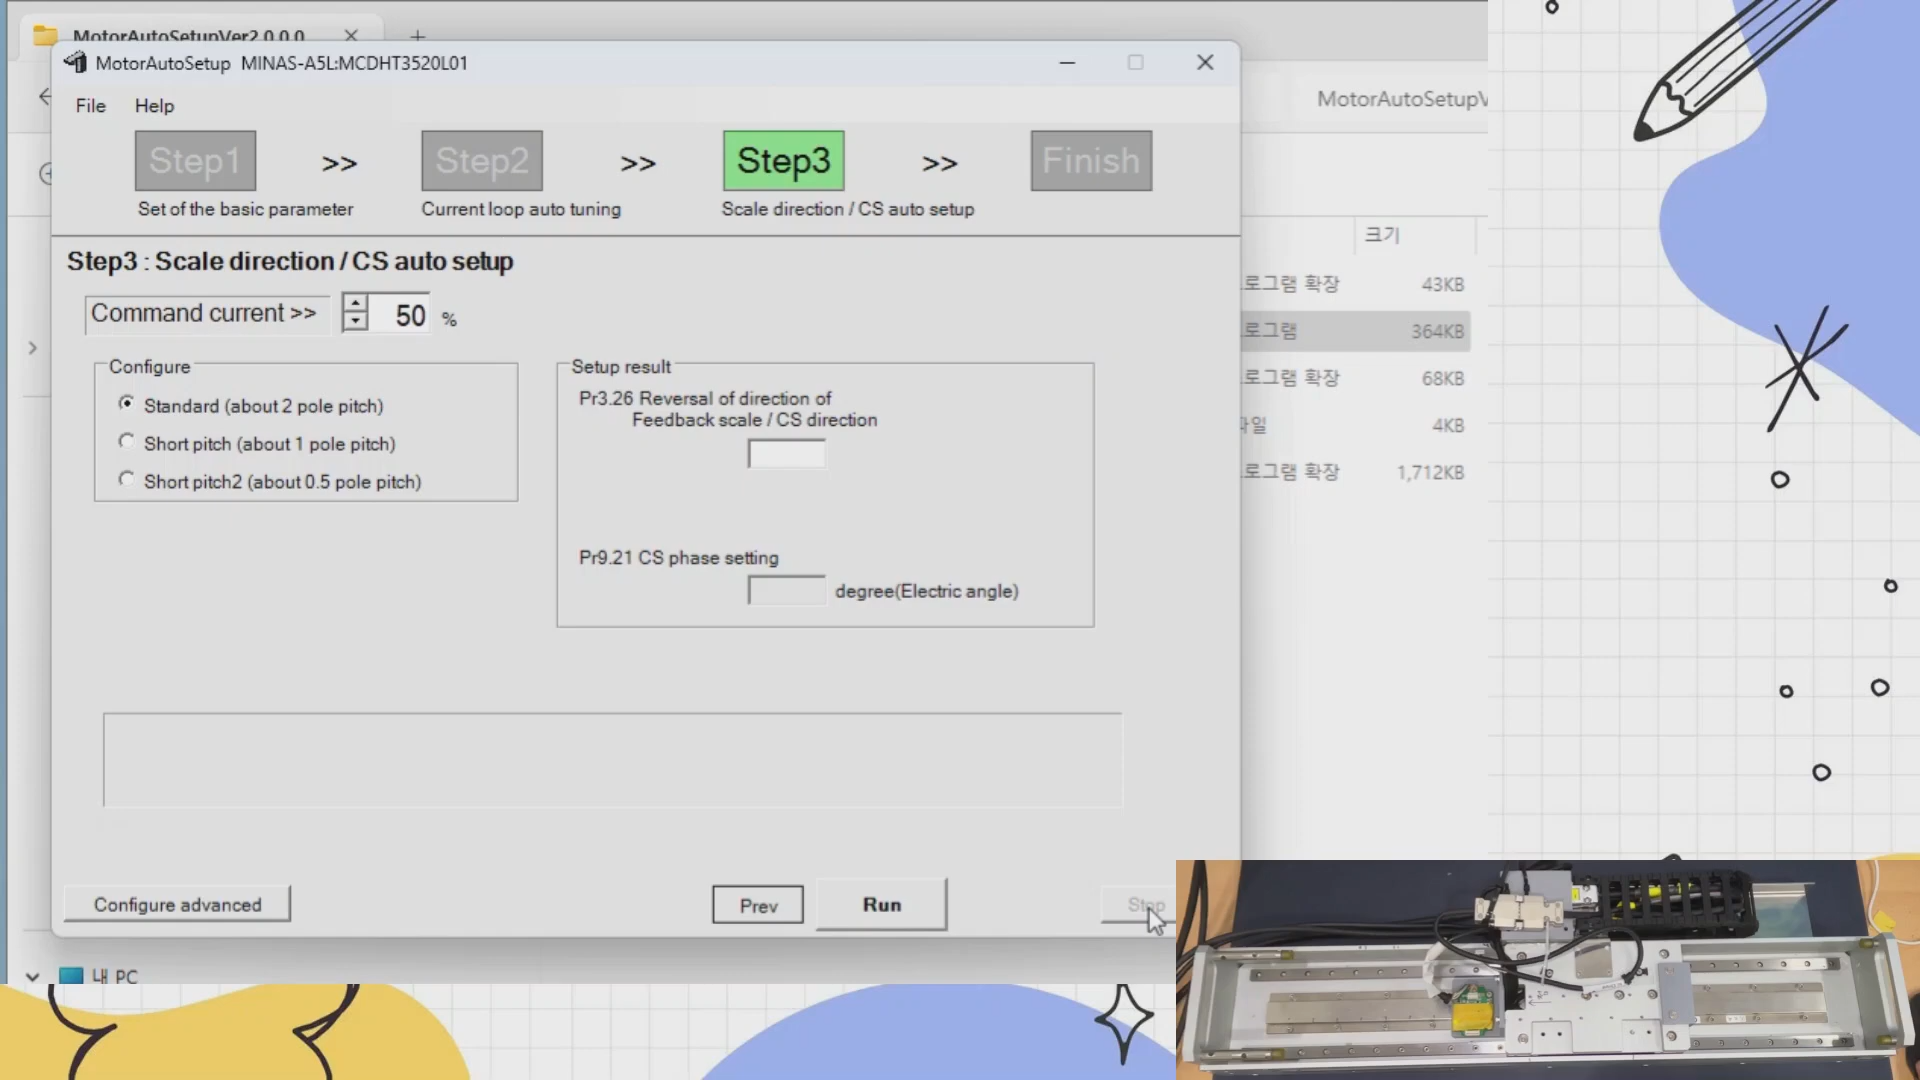 MotorAutoSetupVer2.0.0.0
MotorAutoSetup MINAS-A5L:MCDHT3520L01
File Help
MotorAutoSetupV
Step1 >> Step2 >> Step3 >> Finish
Set of the basic parameter
Current loop auto tuning
Scale direction / CS auto setup
크기
Step3 : Scale direction / CS auto setup
로그램 확장 43KB
Command current >> 50 %
로그램 364KB
Configure
Standard (about 2 pole pitch)
Short pitch (about 1 pole pitch)
Short pitch2 (about 0.5 pole pitch)
Setup result
Pr3.26 Reversal of direction of
Feedback scale / CS direction
Pr9.21 CS phase setting
degree(Electric angle)
로그램 확장 68KB
파일 4KB
로그램 확장 1,712KB
Configure advanced
Prev
Run
Stop
내 PC